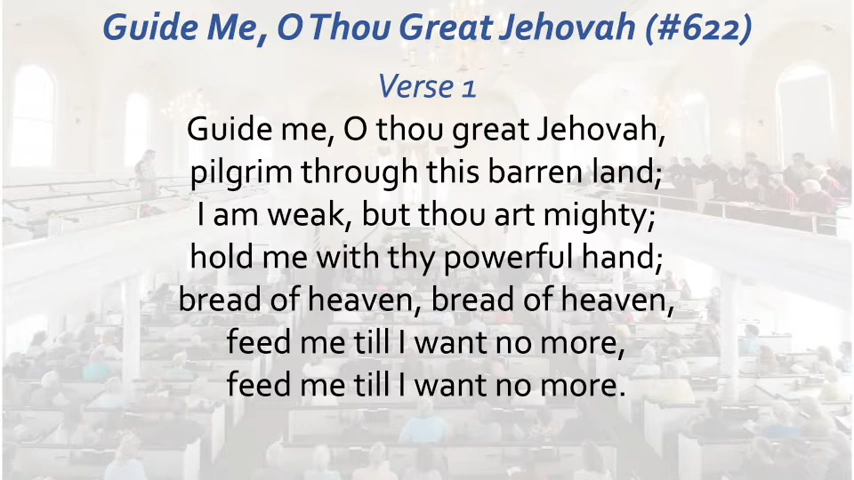 Guide Me, O Thou Great Jehovah (#622)
Verse 1
Guide me, O thou great Jehovah,
pilgrim through this barren land;
I am weak, but thou art mighty;
hold me with thy powerful hand;
bread of heaven, bread of heaven,
feed me till I want no more,
feed me till I want no more.